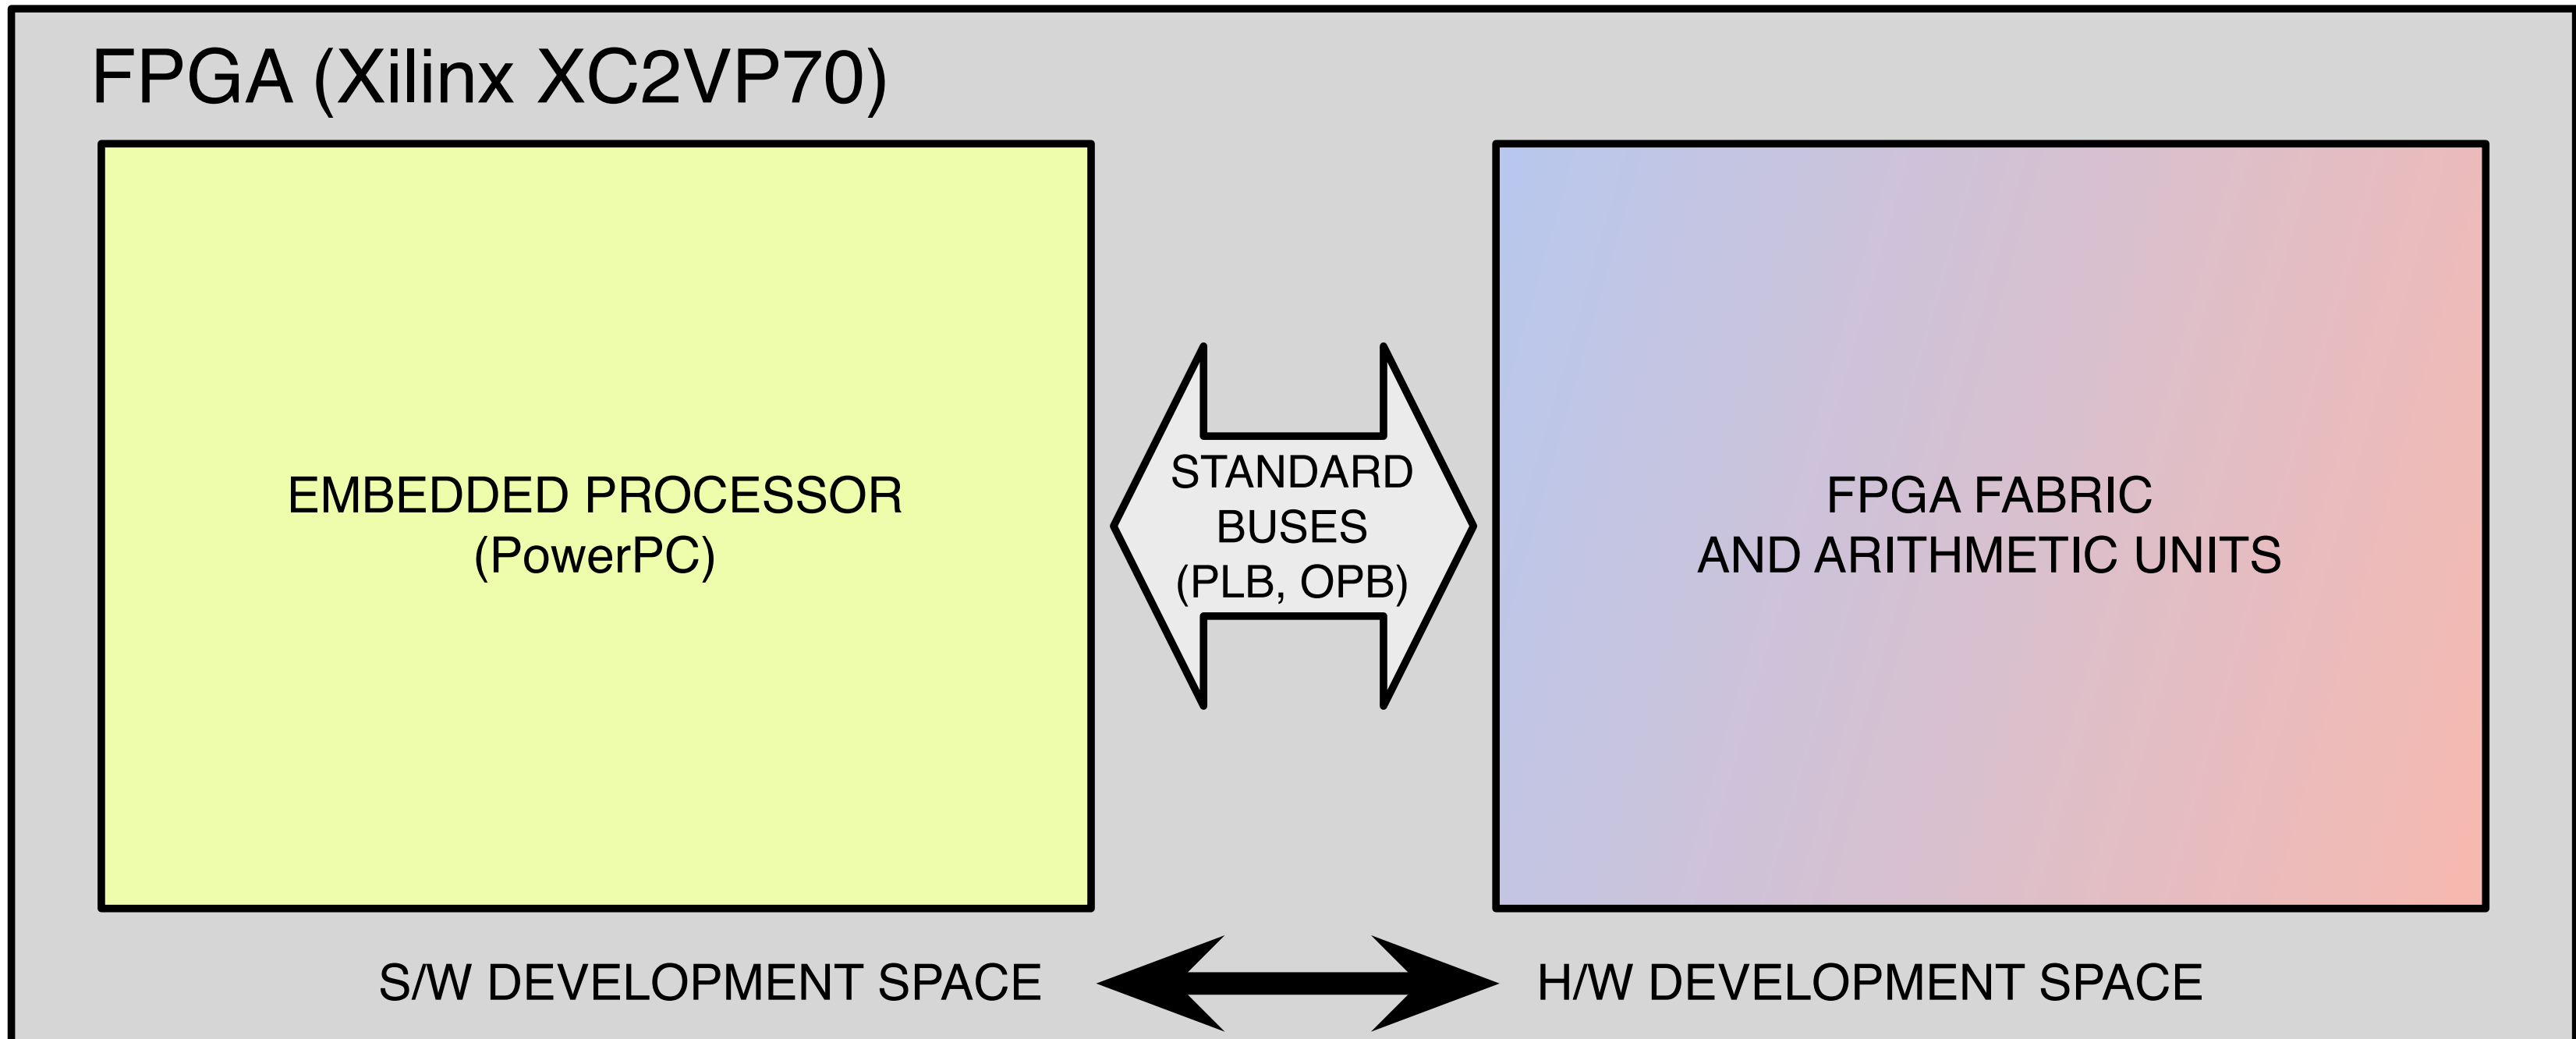 FPGA (Xilinx XC2VP70)
EMBEDDED PROCESSOR
(PowerPC)
STANDARD
BUSES
(PLB, OPB)
FPGA FABRIC
AND ARITHMETIC UNITS
S/W DEVELOPMENT SPACE
H/W DEVELOPMENT SPACE